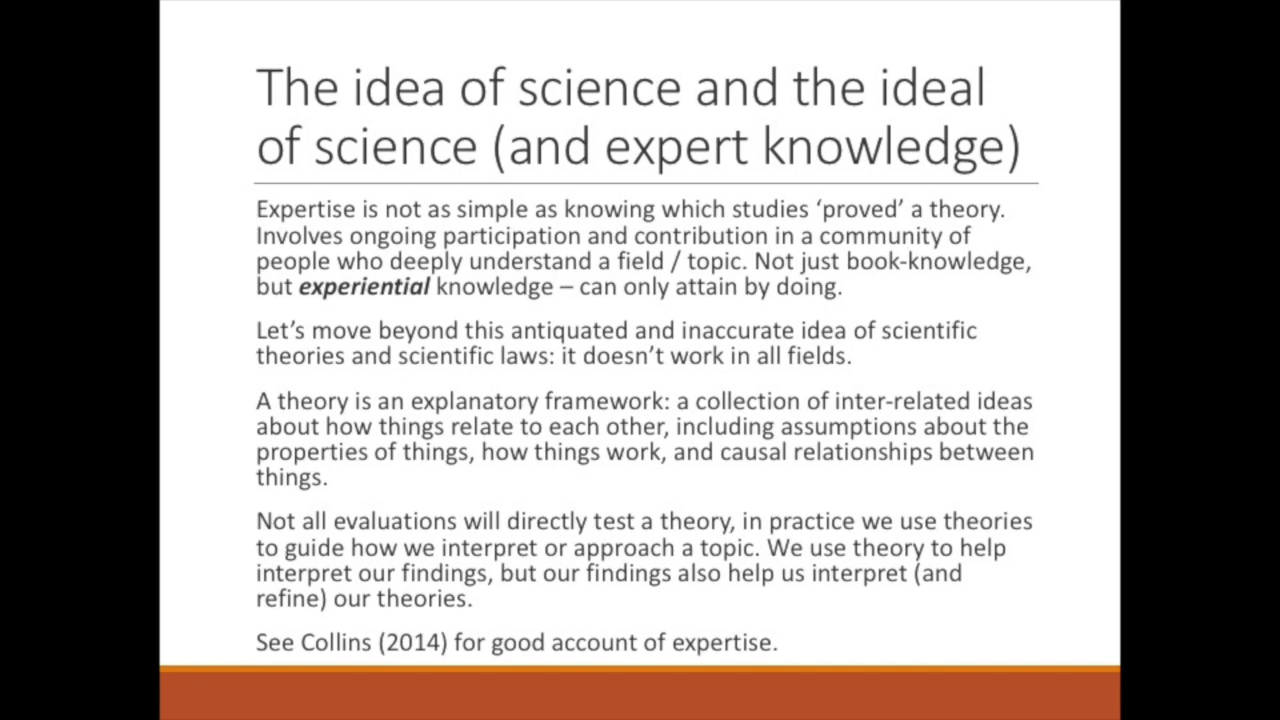 The idea of science and the ideal
of science (and expert knowledge)
Expertise is not as simple as knowing which studies ‘proved’ a theory.
Involves ongoing participation and contribution in a community of
people who deeply understand a field / topic. Not just book-knowledge,
but experiential knowledge – can only attain by doing.
Let’s move beyond this antiquated and inaccurate idea of scientific
theories and scientific laws: it doesn’t work in all fields.
A theory is an explanatory framework: a collection of inter-related ideas
about how things relate to each other, including assumptions about the
properties of things, how things work, and causal relationships between
things.
Not all evaluations will directly test a theory, in practice we use theories
to guide how we interpret or approach a topic. We use theory to help
interpret our findings, but our findings also help us interpret (and
refine) our theories.
See Collins (2014) for good account of expertise.